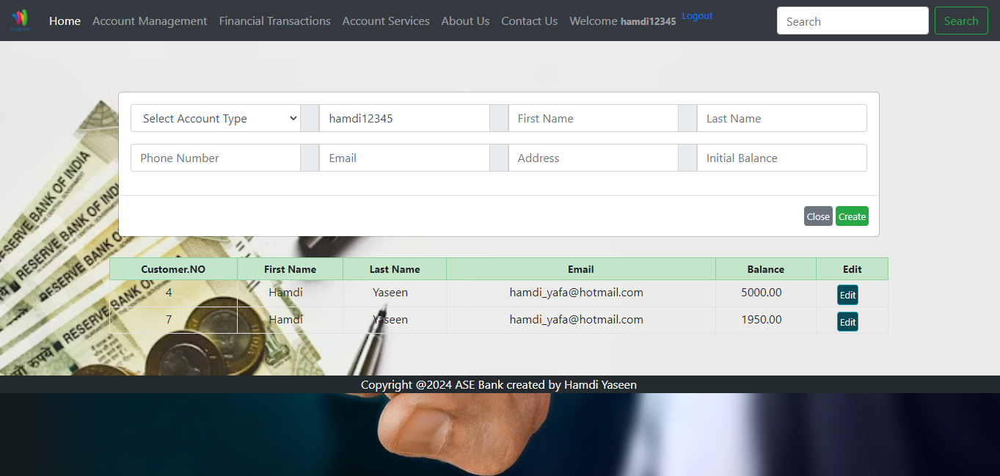 Home Account Management Financial Transactions Account Services About Us Contact Us Welcome hamdi12345 Logout Search Search
Select Account Type hamdi12345 First Name Last Name
Phone Number Email Address Initial Balance
Close Create
Customer.NO First Name Last Name Email Balance Edit
4 Hamdi Yaseen hamdi_yafa@hotmail.com 5000.00 Edit
7 Hamdi Yaseen hamdi_yafa@hotmail.com 1950.00 Edit
RESERVE BANK OF INDIA
RESERVE BANK OF IND
RESERVE BANK OF
RESERVE BANK OF
Copyright @2024 ASE Bank created by Hamdi Yaseen